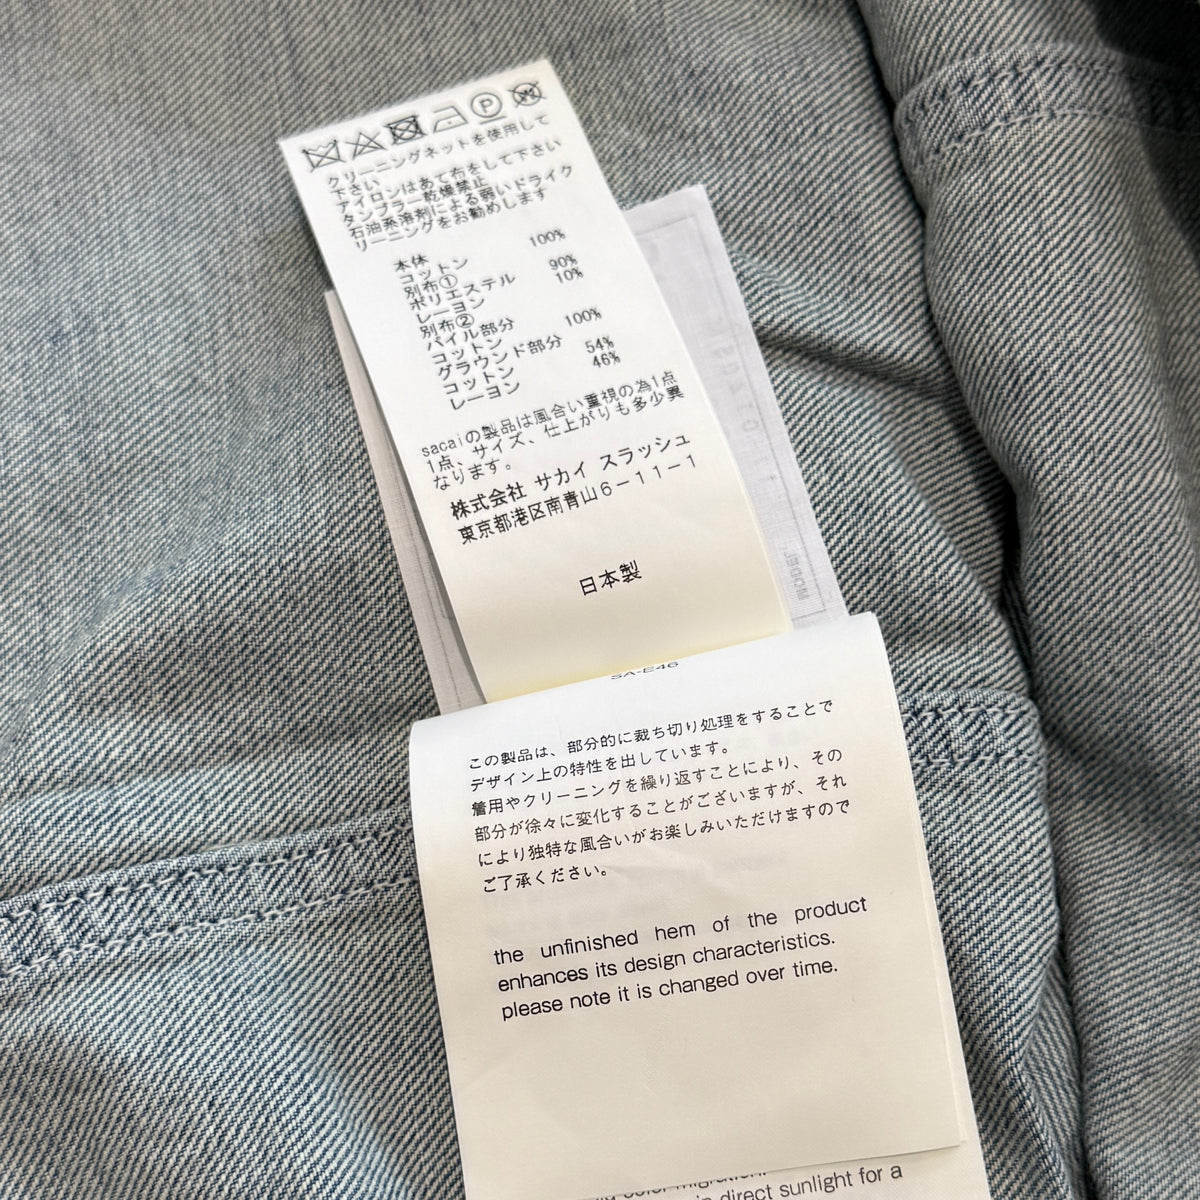 クリーニングネットを使用して
下さい
アイロンはあて布をして下さい
タンブラー乾燥禁止
石油系溶剤による弱いドライク
リーニングをお勧めします
本体
コットン 100%
別布①
ポリエステル 90%
レーヨン 10%
別布②
パイル部分
コットン 100%
グラウンド部分
コットン 54%
レーヨン 46%
sacaiの製品は風合い重視の為1点
1点、サイズ、仕上がりも多少異
なります。
株式会社 サカイ スラッシュ
東京都港区南青山6-11-1
日本製
SA-E46
この製品は、部分的に裁ち切り処理をすることで
デザイン上の特性を出しています。
着用やクリーニングを繰り返すことにより、その
部分が徐々に変化することがございますが、それ
により独特な風合いがお楽しみいただけますので
ご了承ください。
the unfinished hem of the product
enhances its design characteristics.
please note it is changed over time.
color migration.
in direct sunlight for a